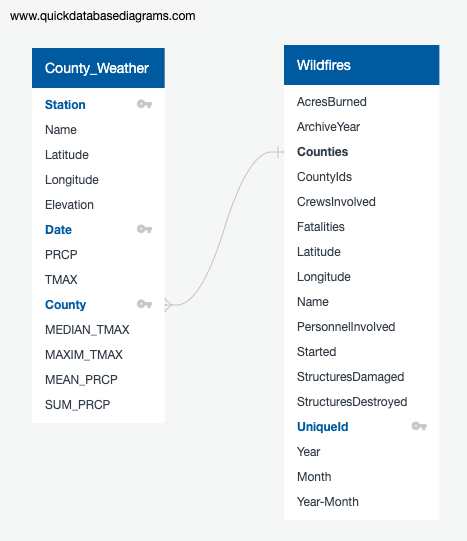 www.quickdatabasediagrams.com
County_Weather
Station
Name
Latitude
Longitude
Elevation
Date
PRCP
TMAX
County
MEDIAN_TMAX
MAXIM_TMAX
MEAN_PRCP
SUM_PRCP
Wildfires
AcresBurned
ArchiveYear
Counties
CountyIds
CrewsInvolved
Fatalities
Latitude
Longitude
Name
PersonnelInvolved
Started
StructuresDamaged
StructuresDestroyed
UniqueId
Year
Month
Year-Month